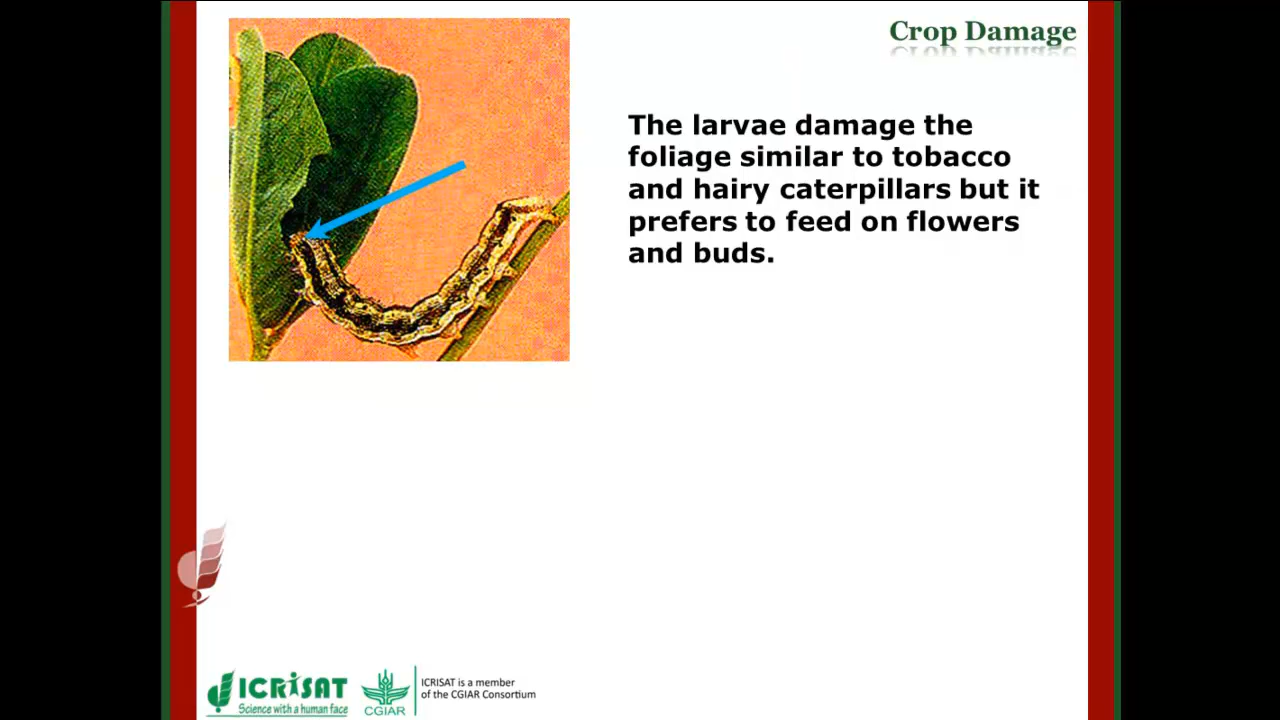 Crop Damage
The larvae damage the
foliage similar to tobacco
and hairy caterpillars but it
prefers to feed on flowers
and buds.
ICRISAT
Science with a human face
CGIAR
ICRISAT is a member
of the CGIAR Consortium